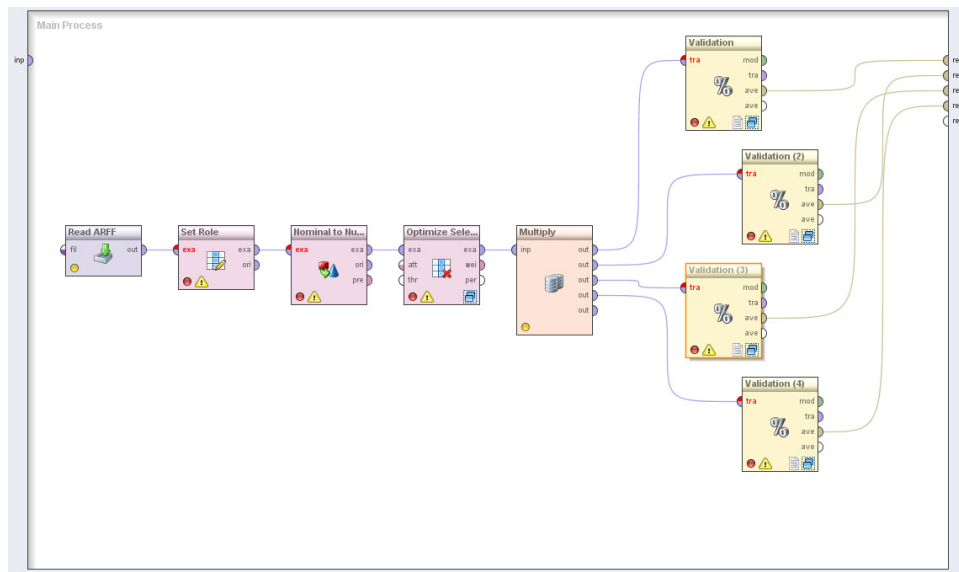 Main Process
inp
Read ARFF
fil out
Set Role
exa exa
ori
Nominal to Nu...
exa exa
ori
pre
Optimize Sele...
exa exa
att wei
thr per
Multiply
inp out
out
out
out
out
Validation
tra mod
tra
ave
ave
Validation (2)
tra mod
tra
ave
ave
Validation (3)
tra mod
tra
ave
ave
Validation (4)
tra mod
tra
ave
ave
re
re
re
re
re